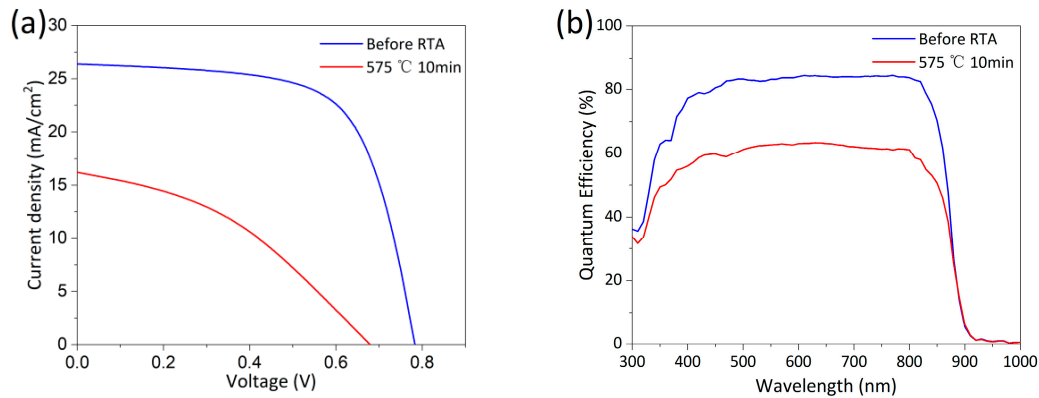 (a)
30
25
20
15
10
5
0
Current density (mA/cm²)
0.0 0.2 0.4 0.6 0.8
Voltage (V)
Before RTA
575 ℃ 10min
(b)
100
80
60
40
20
0
Quantum Efficiency (%)
300 400 500 600 700 800 900 1000
Wavelength (nm)
Before RTA
575 ℃ 10min